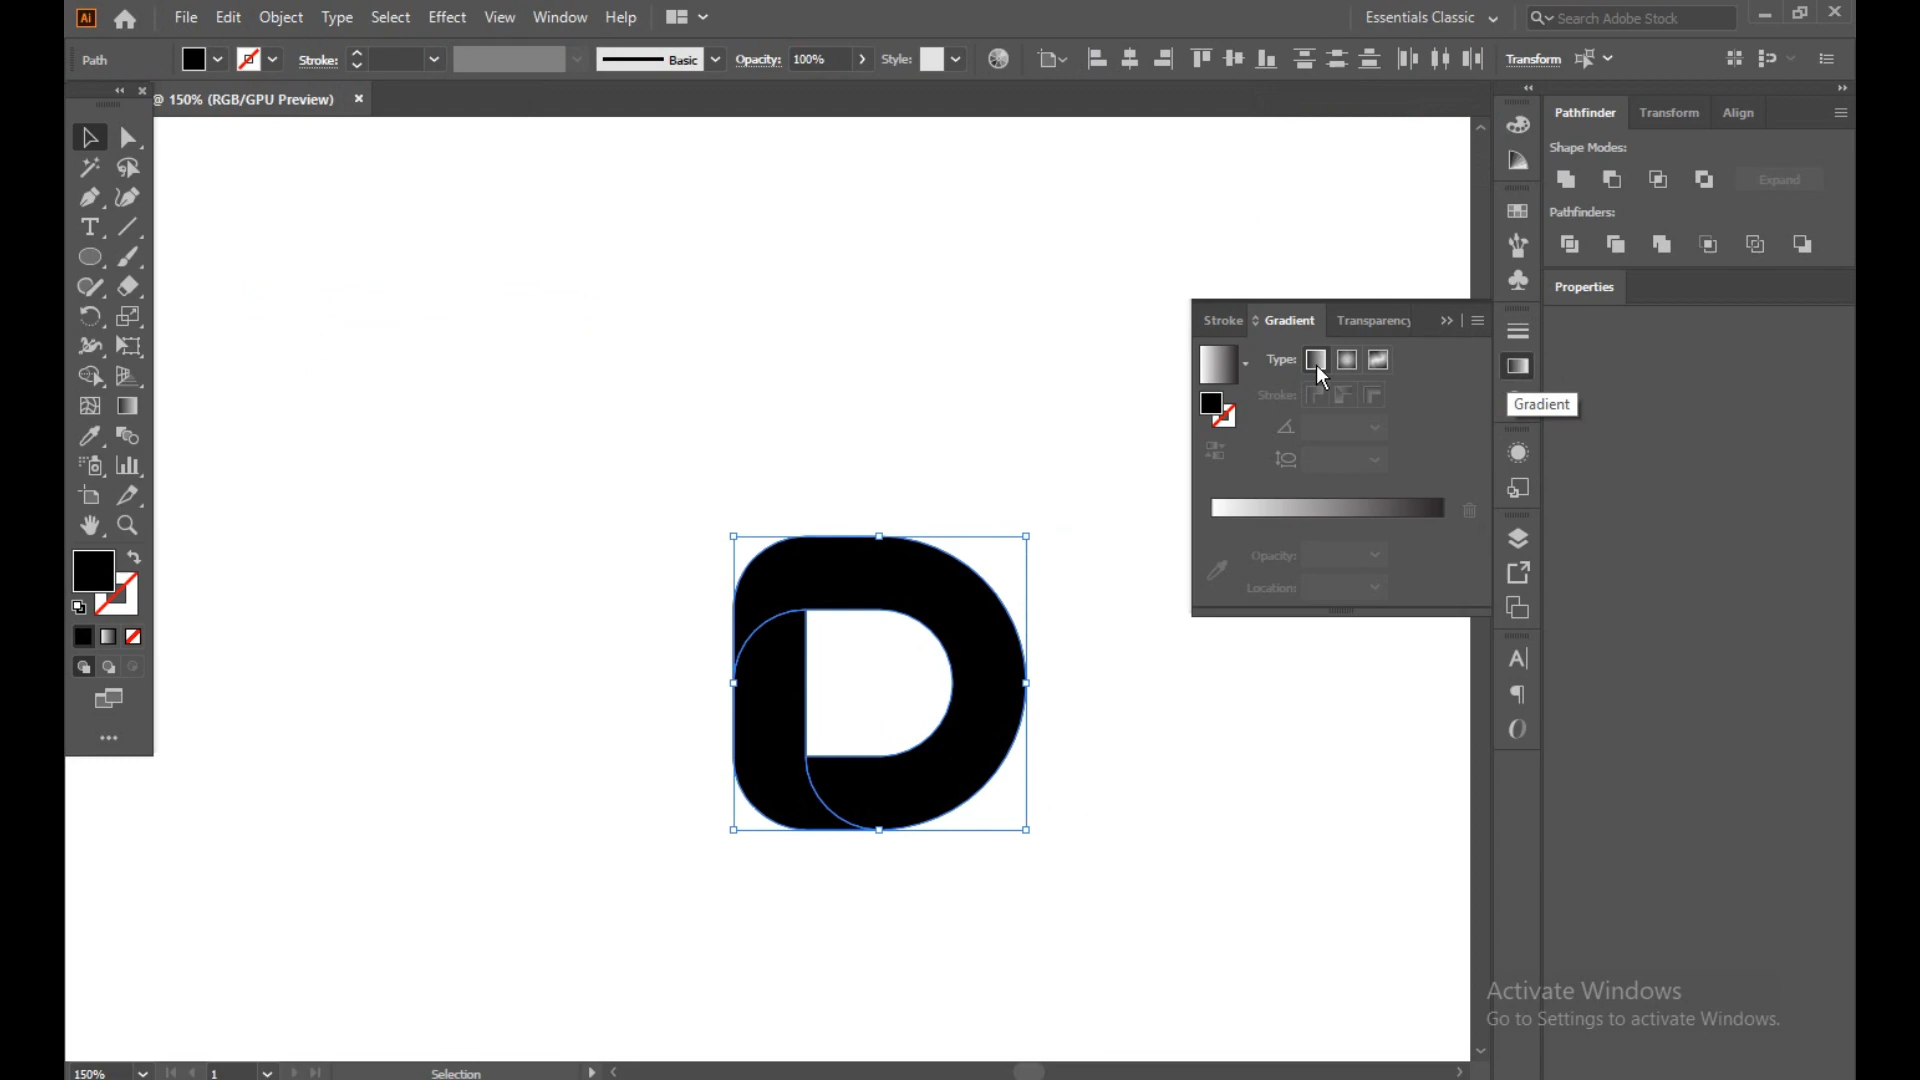 Ai File Edit Object Type Select Effect View Window Help Essentials Classic Search Adobe Stock
Path Stroke: Basic Opacity: 100% Style: Transform
@ 150% (RGB/GPU Preview)
Pathfinder Transform Align
Shape Modes:
Expand
Pathfinders:
Properties
Stroke Gradient Transparency
Type:
Stroke:
Gradient
Opacity:
Location:
Activate Windows
Go to Settings to activate Windows.
150% 1 Selection